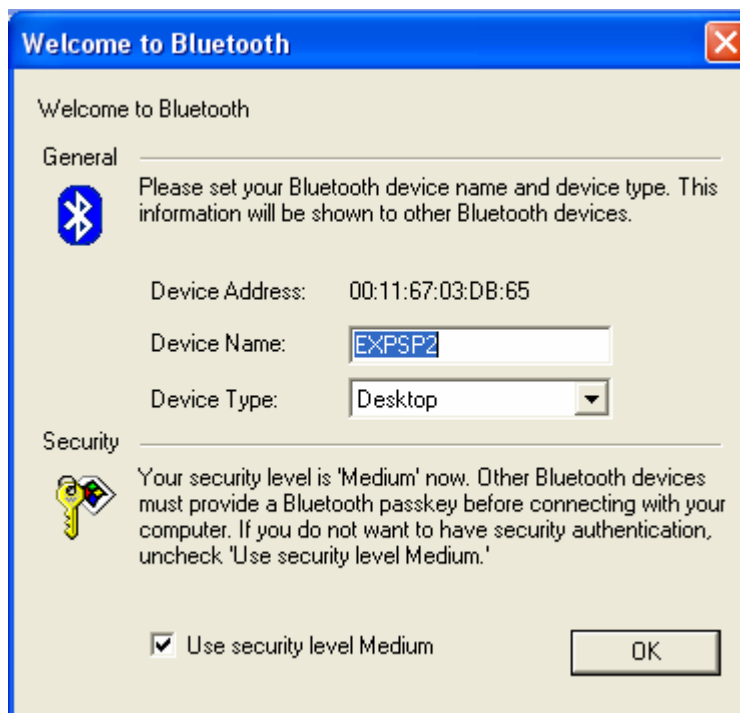 Welcome to Bluetooth
Welcome to Bluetooth
General
Please set your Bluetooth device name and device type. This
information will be shown to other Bluetooth devices.
Device Address: 00:11:67:03:DB:65
Device Name: EXPSP2
Device Type: Desktop
Security
Your security level is 'Medium' now. Other Bluetooth devices
must provide a Bluetooth passkey before connecting with your
computer. If you do not want to have security authentication,
uncheck 'Use security level Medium.'
Use security level Medium
OK